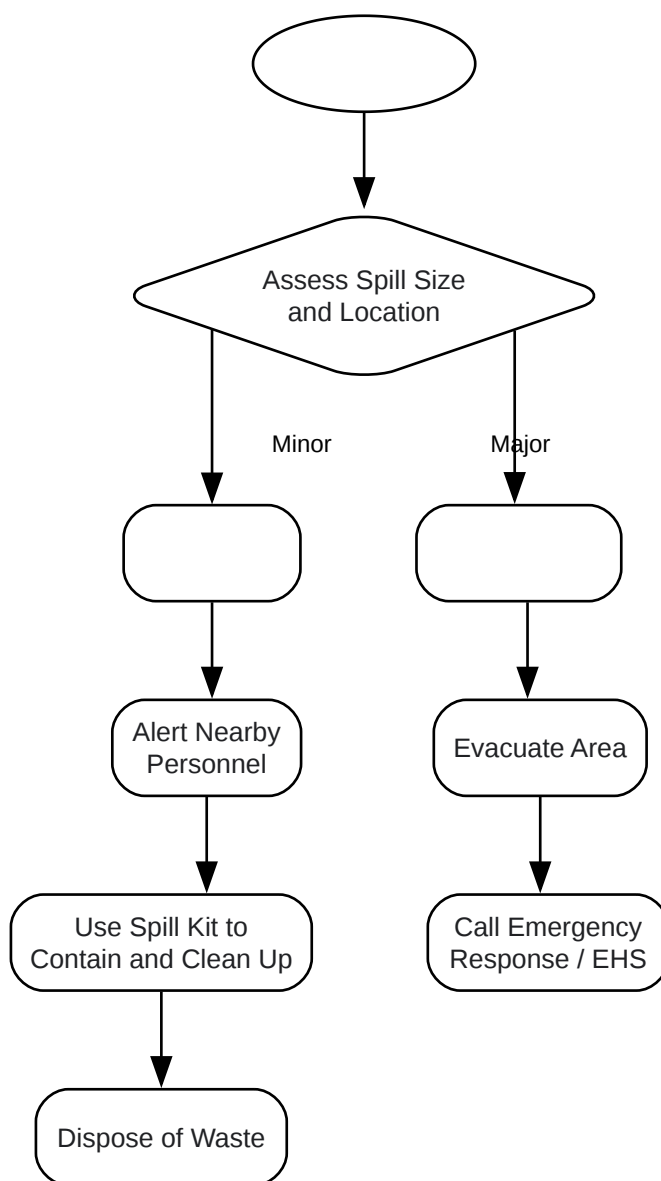 Assess Spill Size
and Location
Minor
Major
Alert Nearby
Personnel
Evacuate Area
Use Spill Kit to
Contain and Clean Up
Call Emergency
Response / EHS
Dispose of Waste